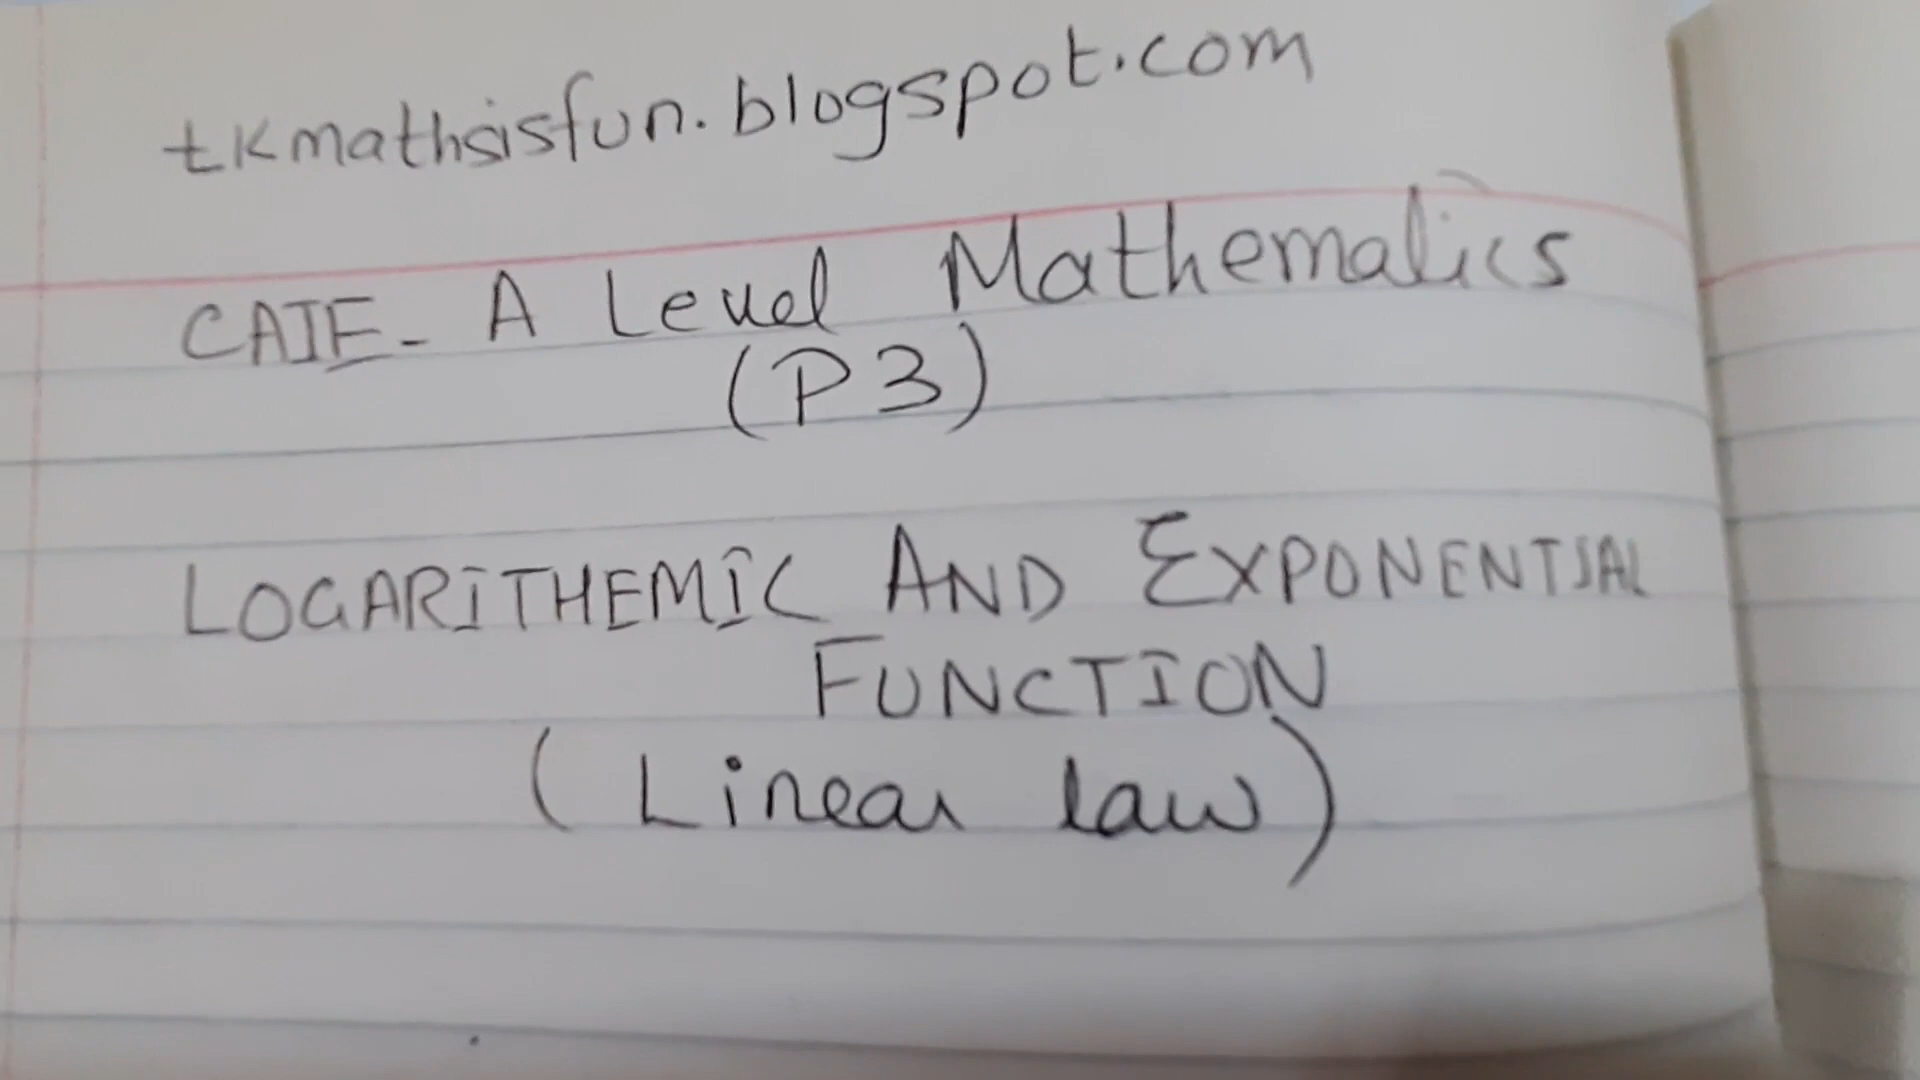 tkmathsisfun.blogspot.com
CAIE- A Level Mathematics
(P3)
LOGARITHEMIC AND EXPONENTIAL
FUNCTION
(Linear law)